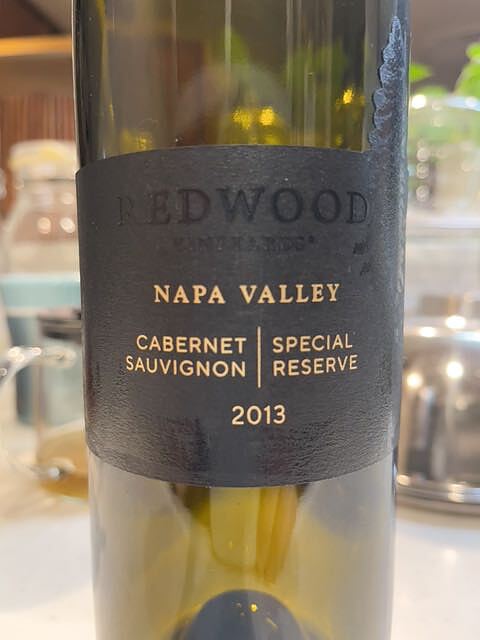 REDWOOD
VINEYARDS®
NAPA VALLEY
CABERNET SAUVIGNON | SPECIAL RESERVE
2013